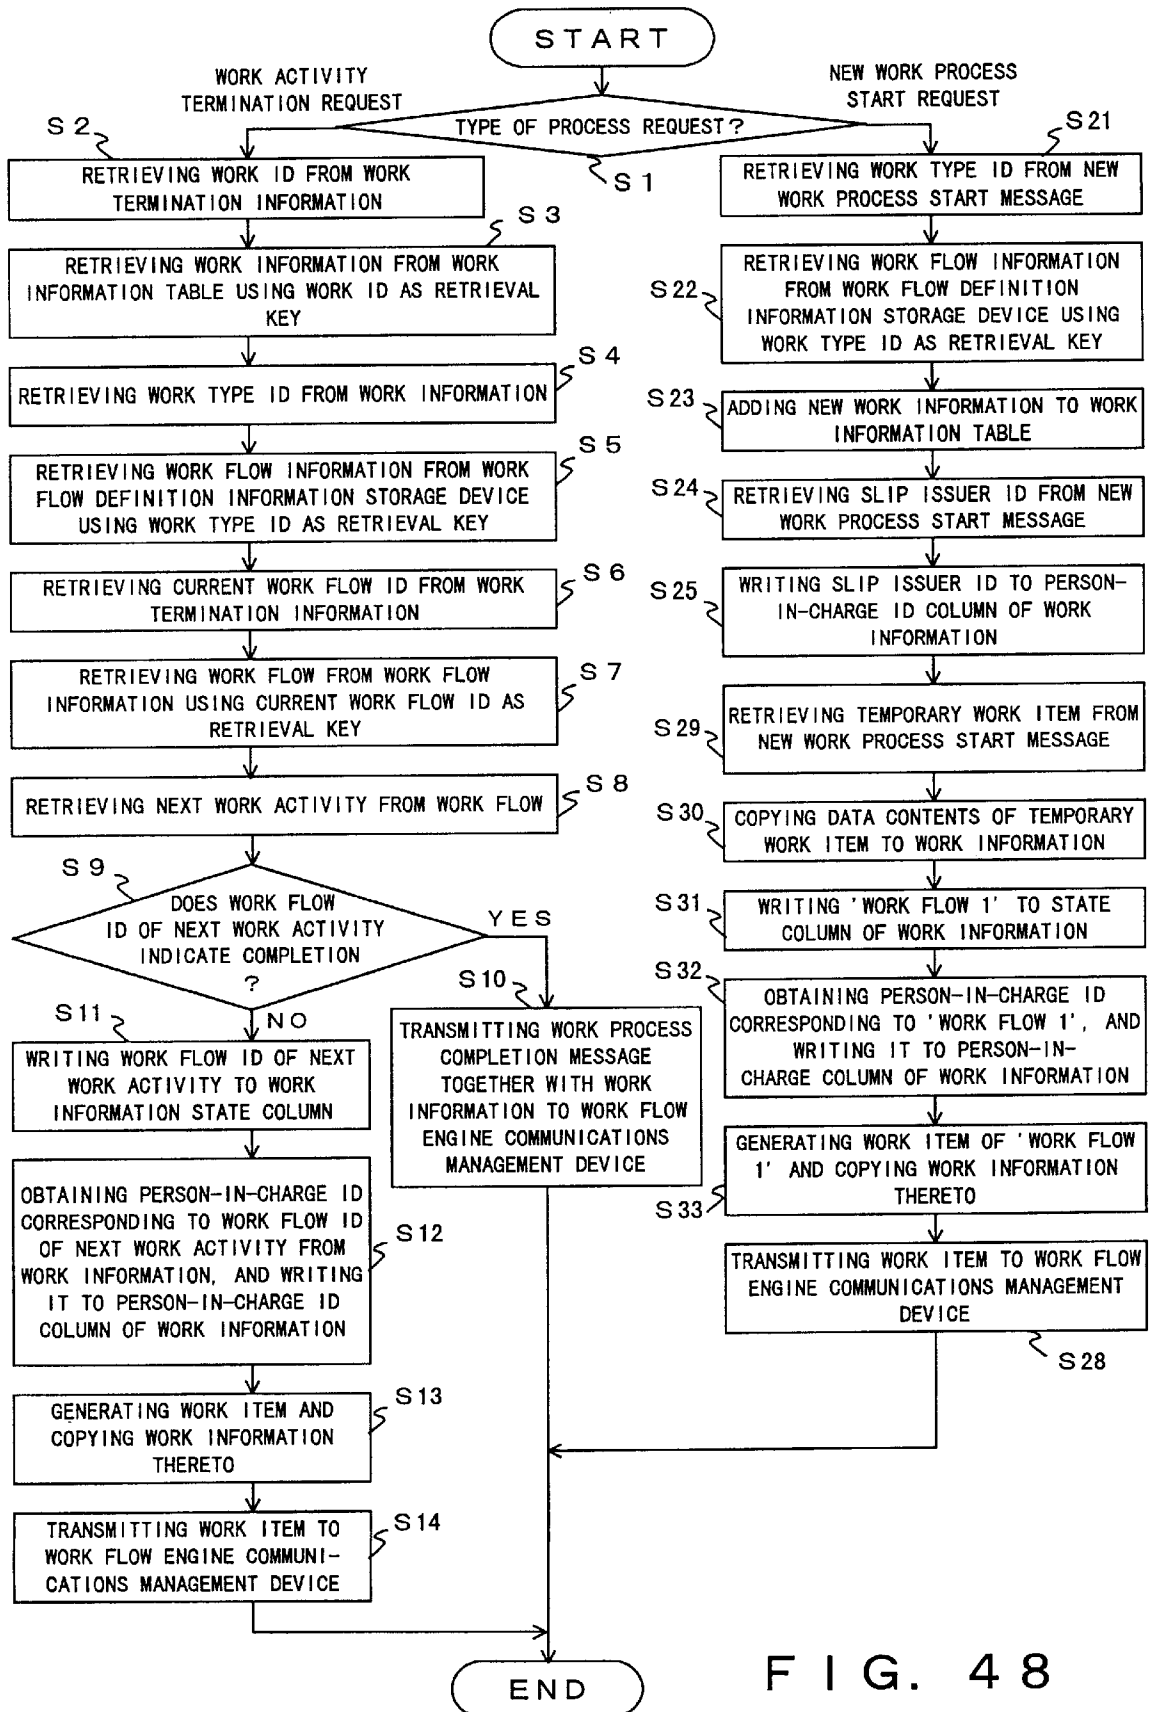 START
WORK ACTIVITY
TERMINATION REQUEST
NEW WORK PROCESS
START REQUEST
TYPE OF PROCESS REQUEST?
S1
S2
RETRIEVING WORK ID FROM WORK
TERMINATION INFORMATION
S3
RETRIEVING WORK INFORMATION FROM WORK
INFORMATION TABLE USING WORK ID AS RETRIEVAL
KEY
S4
RETRIEVING WORK TYPE ID FROM WORK INFORMATION
S5
RETRIEVING WORK FLOW INFORMATION FROM WORK
FLOW DEFINITION INFORMATION STORAGE DEVICE
USING WORK TYPE ID AS RETRIEVAL KEY
S6
RETRIEVING CURRENT WORK FLOW ID FROM WORK
TERMINATION INFORMATION
S7
RETRIEVING WORK FLOW FROM WORK FLOW
INFORMATION USING CURRENT WORK FLOW ID AS
RETRIEVAL KEY
S8
RETRIEVING NEXT WORK ACTIVITY FROM WORK FLOW
S9
DOES WORK FLOW
ID OF NEXT WORK ACTIVITY
INDICATE COMPLETION
?
YES
NO
S10
TRANSMITTING WORK PROCESS
COMPLETION MESSAGE
TOGETHER WITH WORK
INFORMATION TO WORK FLOW
ENGINE COMMUNICATIONS
MANAGEMENT DEVICE
S11
WRITING WORK FLOW ID OF NEXT
WORK ACTIVITY TO WORK
INFORMATION STATE COLUMN
S12
OBTAINING PERSON-IN-CHARGE ID
CORRESPONDING TO WORK FLOW ID
OF NEXT WORK ACTIVITY FROM
WORK INFORMATION, AND WRITING
IT TO PERSON-IN-CHARGE ID
COLUMN OF WORK INFORMATION
S13
GENERATING WORK ITEM AND
COPYING WORK INFORMATION
THERETO
S14
TRANSMITTING WORK ITEM TO
WORK FLOW ENGINE COMMUNI-
CATIONS MANAGEMENT DEVICE
S21
RETRIEVING WORK TYPE ID FROM NEW
WORK PROCESS START MESSAGE
S22
RETRIEVING WORK FLOW INFORMATION
FROM WORK FLOW DEFINITION
INFORMATION STORAGE DEVICE USING
WORK TYPE ID AS RETRIEVAL KEY
S23
ADDING NEW WORK INFORMATION TO WORK
INFORMATION TABLE
S24
RETRIEVING SLIP ISSUER ID FROM NEW
WORK PROCESS START MESSAGE
S25
WRITING SLIP ISSUER ID TO PERSON-
IN-CHARGE ID COLUMN OF WORK
INFORMATION
S29
RETRIEVING TEMPORARY WORK ITEM FROM
NEW WORK PROCESS START MESSAGE
S30
COPYING DATA CONTENTS OF TEMPORARY
WORK ITEM TO WORK INFORMATION
S31
WRITING 'WORK FLOW 1' TO STATE
COLUMN OF WORK INFORMATION
S32
OBTAINING PERSON-IN-CHARGE ID
CORRESPONDING TO 'WORK FLOW 1', AND
WRITING IT TO PERSON-IN-
CHARGE COLUMN OF WORK INFORMATION
GENERATING WORK ITEM OF 'WORK FLOW
1' AND COPYING WORK INFORMATION
THERETO
S33
TRANSMITTING WORK ITEM TO WORK FLOW
ENGINE COMMUNICATIONS MANAGEMENT
DEVICE
S28
END
FIG. 48